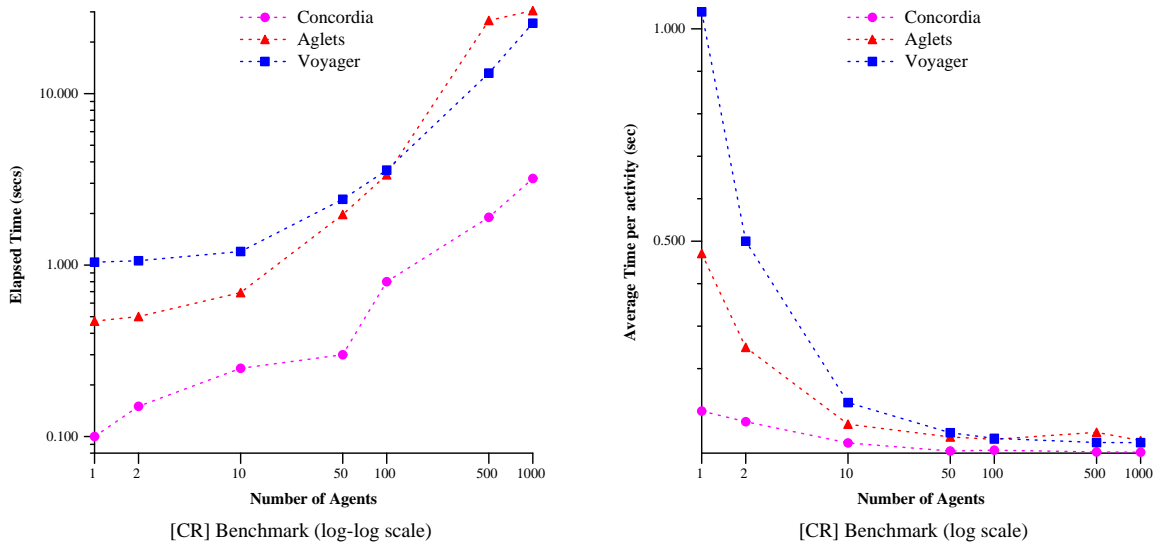 Concordia
Aglets
Voyager
10.000
1.000
0.100
Elapsed Time (secs)
1 2 10 50 100 500 1000
Number of Agents
[CR] Benchmark (log-log scale)
Concordia
Aglets
Voyager
1.000
0.500
Average Time per activity (sec)
1 2 10 50 100 500 1000
Number of Agents
[CR] Benchmark (log scale)